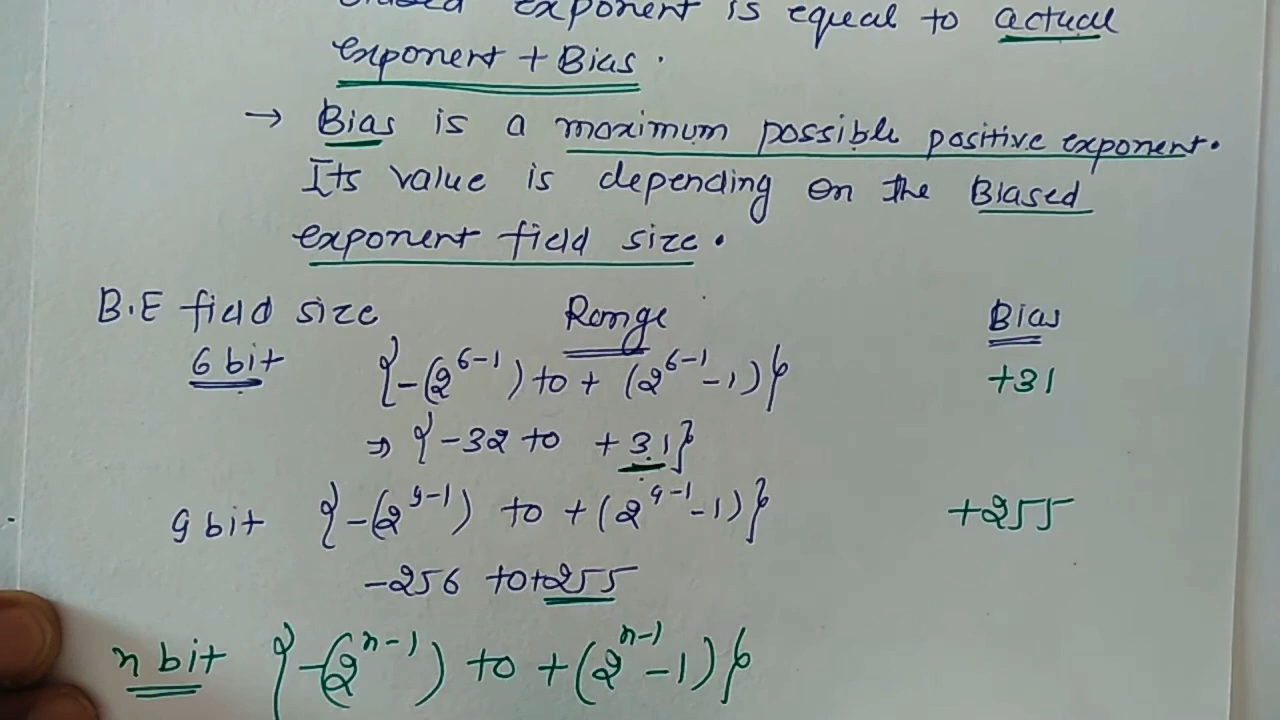 Biased exponent is equal to actual
exponent + Bias.
→ Bias is a maximum possible positive exponent.
Its value is depending on the Biased
exponent field size.
B.E field size Range Bias
6 bit {-(2^6-1) to + (2^6-1 -1)} +31
⇒ {-32 to +31}
9 bit {-(2^9-1) to +(2^9-1 -1)} +255
-256 to +255
n bit {-(2^n-1) to +(2^n-1 -1)}